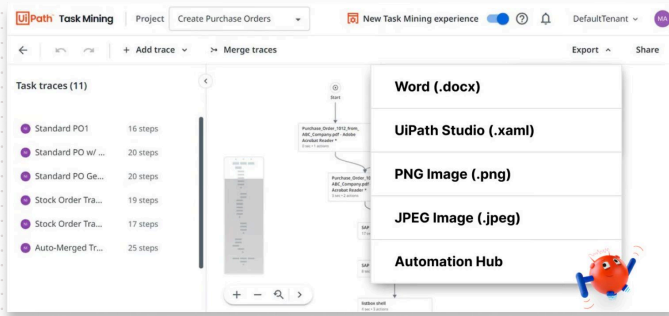 UiPath Task Mining
Project
Create Purchase Orders
New Task Mining experience
DefaultTenant
MA
+ Add trace
Merge traces
Export
Share
Task traces (11)
Standard PO1
16 steps
Standard PO w/ ...
20 steps
Standard PO Ge...
20 steps
Stock Order Tra...
19 steps
Stock Order Tra...
17 steps
Auto-Merged Tr...
25 steps
Start
Purchase_Order_1012_from_
ABC_Company.pdf - Adobe
Acrobat Reader *
Purchase_Order_10
ABC_Company.pdf
Acrobat Reader *
SAP
SAP
listbox shell
Word (.docx)
UiPath Studio (.xaml)
PNG Image (.png)
JPEG Image (.jpeg)
Automation Hub